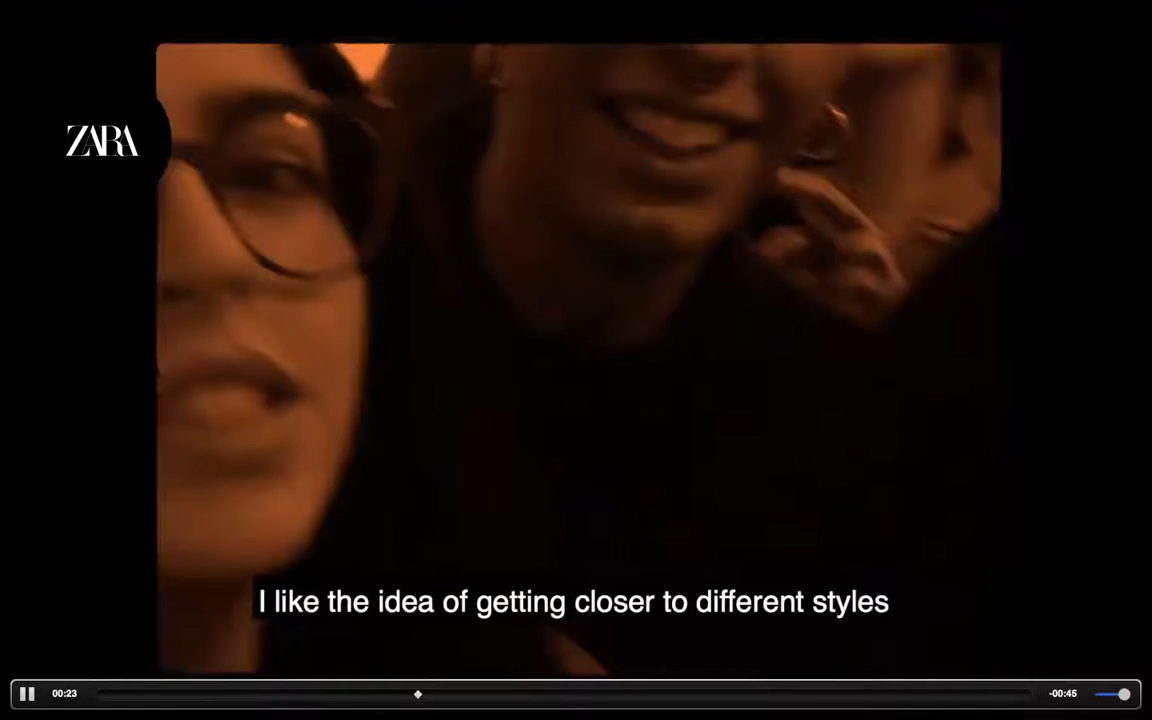 ZARA
I like the idea of getting closer to different styles
00:23
-00:45